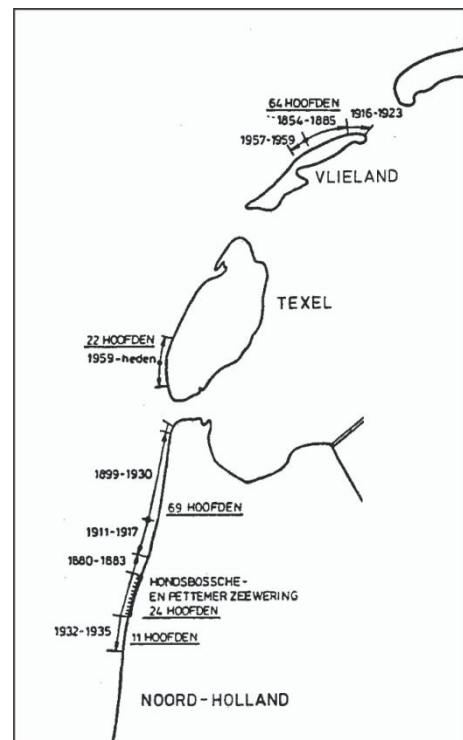 64 HOOFDEN
1854-1885
1916-1923
1957-1959
VLIELAND
TEXEL
22 HOOFDEN
1959-heden
1899-1930
69 HOOFDEN
1911-1917
1880-1883
HONDSBOSSCHE-
EN PETTEMER ZEEWERING
24 HOOFDEN
1932-1935
11 HOOFDEN
NOORD-HOLLAND